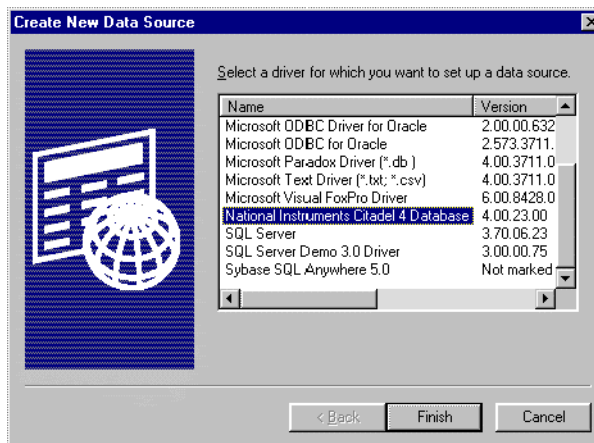 Create New Data Source
Select a driver for which you want to set up a data source.
Name Version
Microsoft ODBC Driver for Oracle 2.00.00.632
Microsoft ODBC for Oracle 2.573.3711.
Microsoft Paradox Driver (*.db ) 4.00.3711.0
Microsoft Text Driver (*.txt; *.csv) 4.00.3711.0
Microsoft Visual FoxPro Driver 6.00.8428.0
National Instruments Citadel 4 Database 4.00.23.00
SQL Server 3.70.06.23
SQL Server Demo 3.0 Driver 3.00.00.75
Sybase SQL Anywhere 5.0 Not marked
< Back Finish Cancel